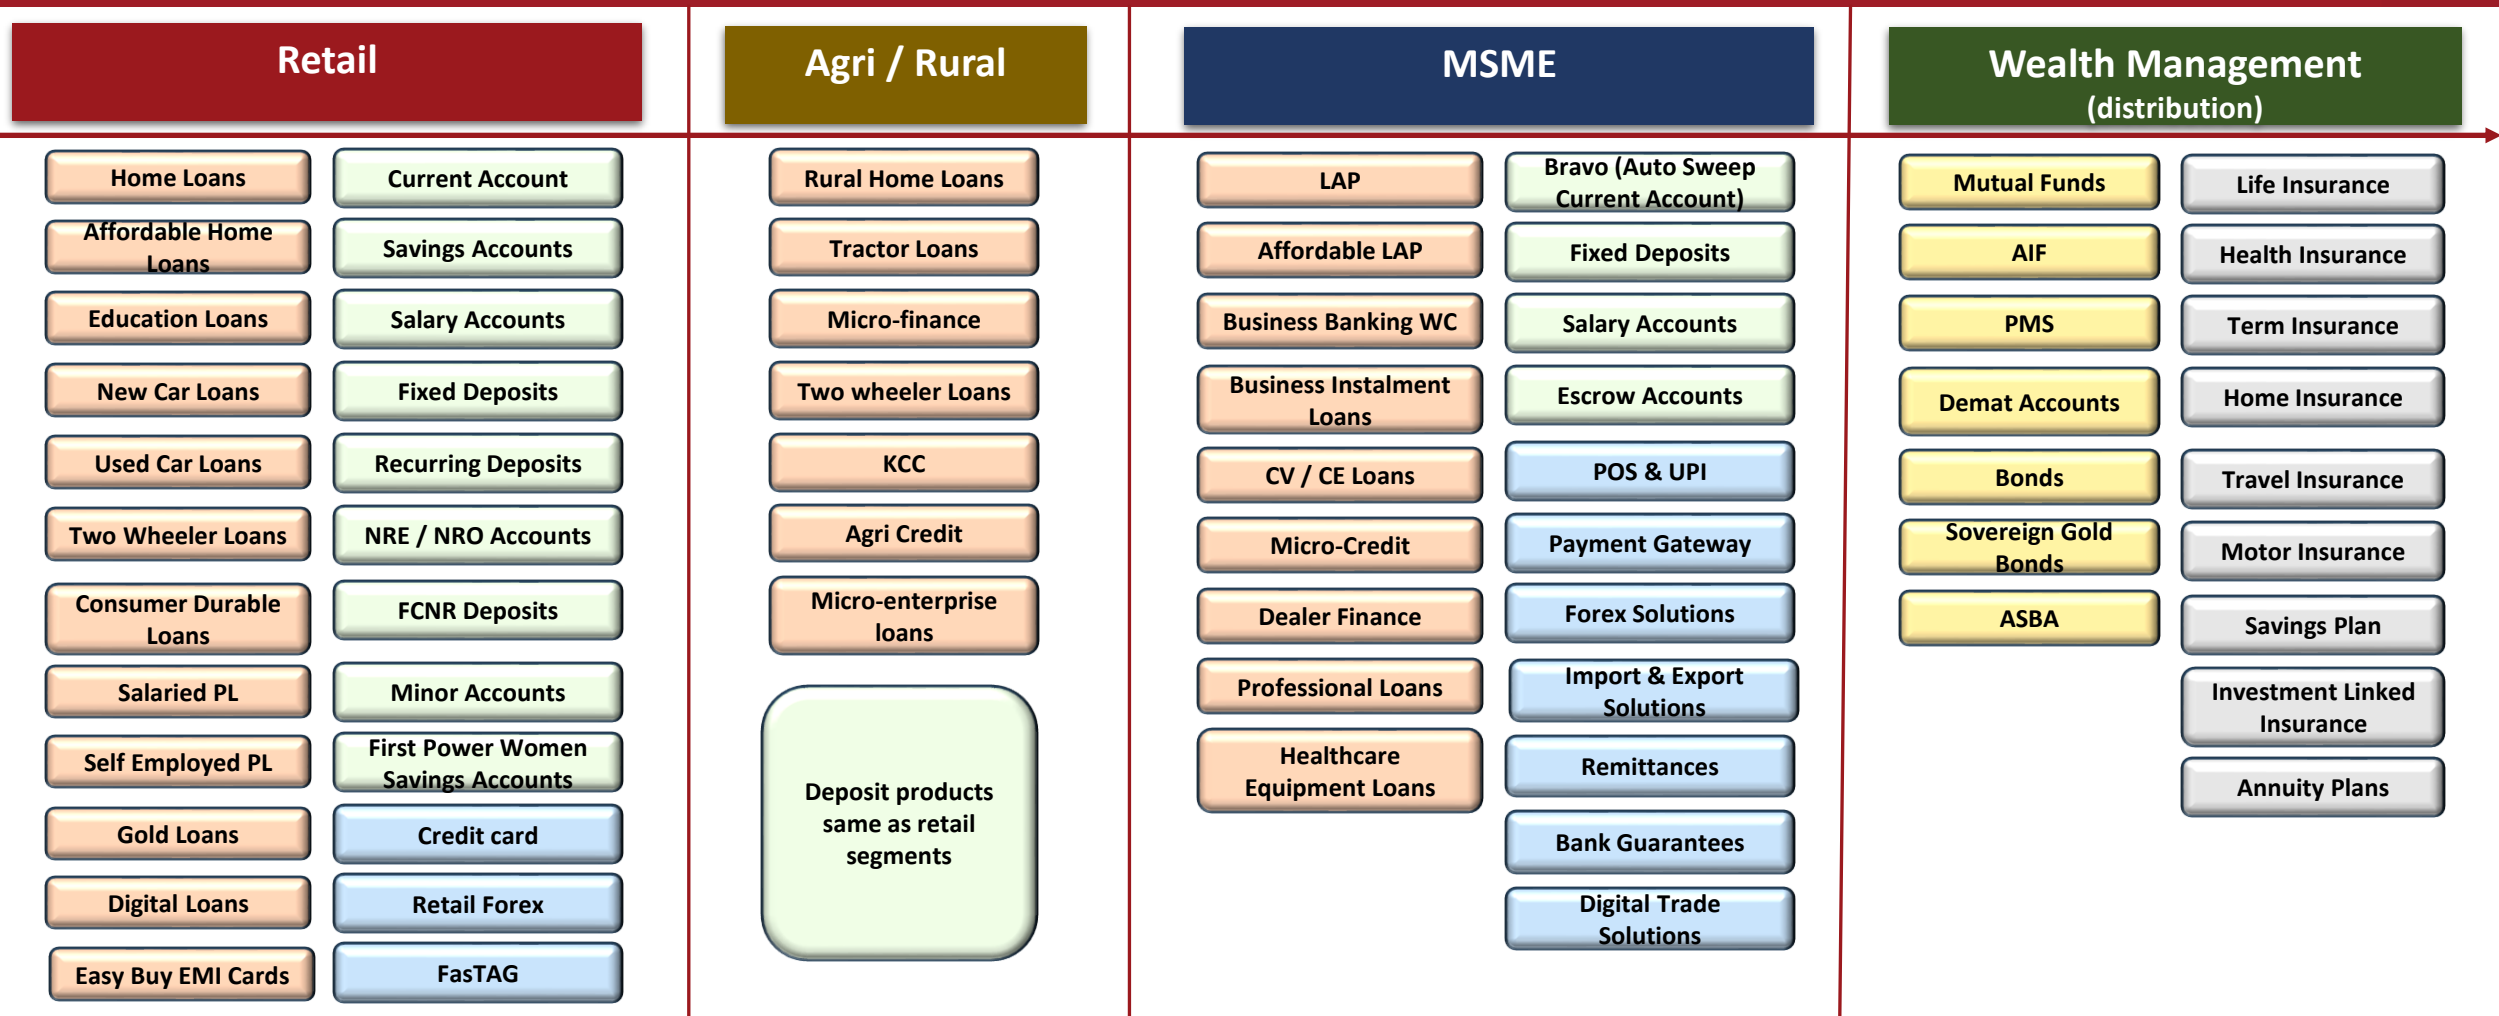 Retail
Home Loans
Affordable Home
Loans
Education Loans
New Car Loans
Used Car Loans
Two Wheeler Loans
Consumer Durable
Loans
Salaried PL
Self Employed PL
Gold Loans
Digital Loans
Easy Buy EMI Cards
Current Account
Savings Accounts
Salary Accounts
Fixed Deposits
Recurring Deposits
NRE / NRO Accounts
FCNR Deposits
Minor Accounts
First Power Women
Savings Accounts
Credit card
Retail Forex
FasTAG
Agri / Rural
Rural Home Loans
Tractor Loans
Micro-finance
Two wheeler Loans
KCC
Agri Credit
Micro-enterprise
loans
Deposit products
same as retail
segments
MSME
LAP
Affordable LAP
Business Banking WC
Business Instalment
Loans
CV / CE Loans
Micro-Credit
Dealer Finance
Professional Loans
Healthcare
Equipment Loans
Bravo (Auto Sweep
Current Account)
Fixed Deposits
Salary Accounts
Escrow Accounts
POS & UPI
Payment Gateway
Forex Solutions
Import & Export
Solutions
Remittances
Bank Guarantees
Digital Trade
Solutions
Wealth Management
(distribution)
Mutual Funds
AIF
PMS
Demat Accounts
Bonds
Sovereign Gold
Bonds
ASBA
Life Insurance
Health Insurance
Term Insurance
Home Insurance
Travel Insurance
Motor Insurance
Savings Plan
Investment Linked
Insurance
Annuity Plans